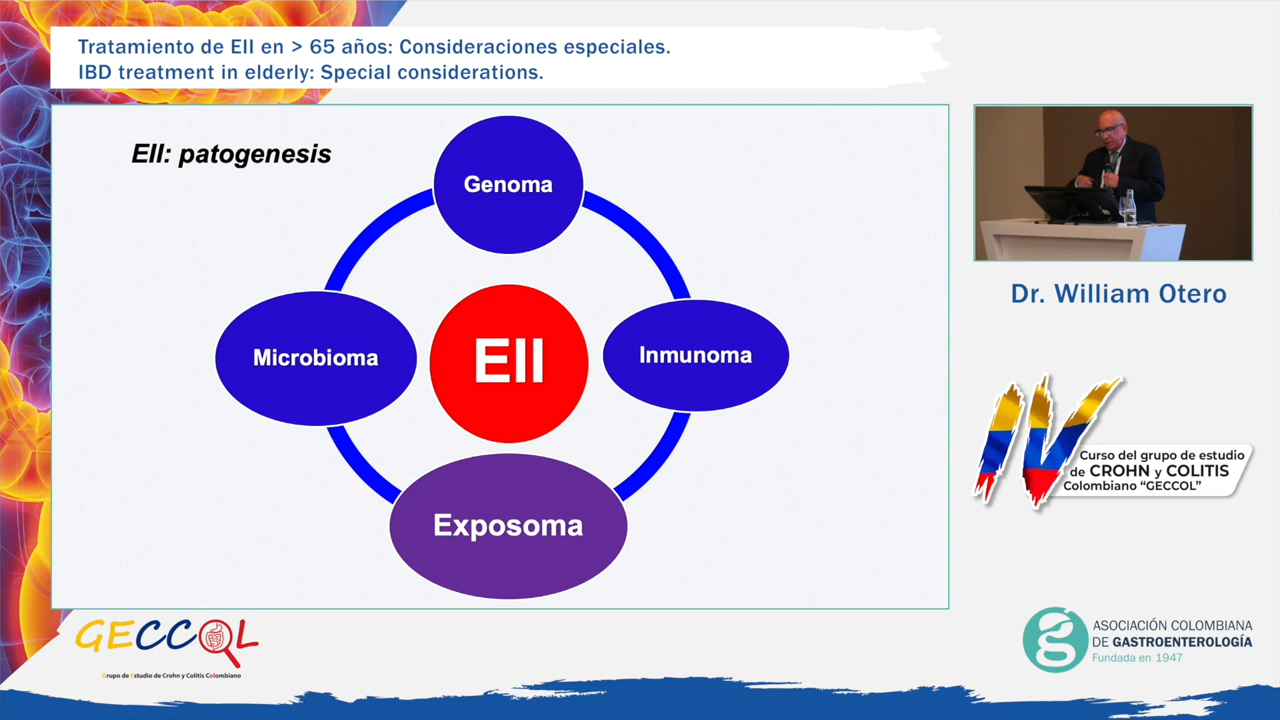 Tratamiento de EII en > 65 años: Consideraciones especiales.
IBD treatment in elderly: Special considerations.
EII: patogenesis
Genoma
Microbioma
EII
Inmunoma
Exposoma
Dr. William Otero
IV
Curso del grupo de estudio
de CROHN y COLITIS
Colombiano “GECCOL”
GECCOL
Grupo de Estudio de Crohn y Colitis Colombiano
ASOCIACIÓN COLOMBIANA
DE GASTROENTEROLOGÍA
Fundada en 1947